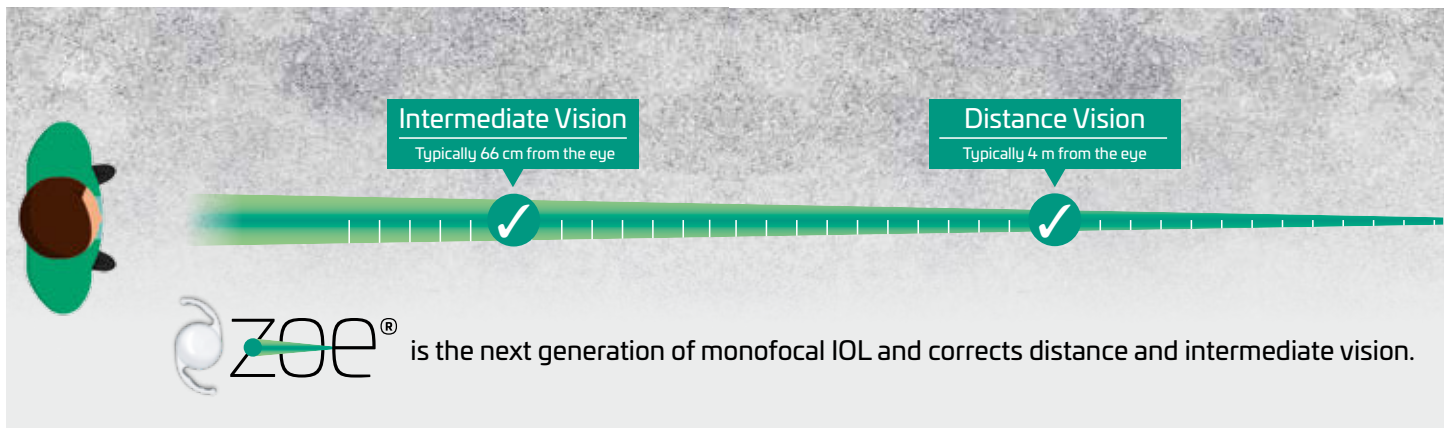 Intermediate Vision
Typically 66 cm from the eye
Distance Vision
Typically 4 m from the eye
zoe® is the next generation of monofocal IOL and corrects distance and intermediate vision.